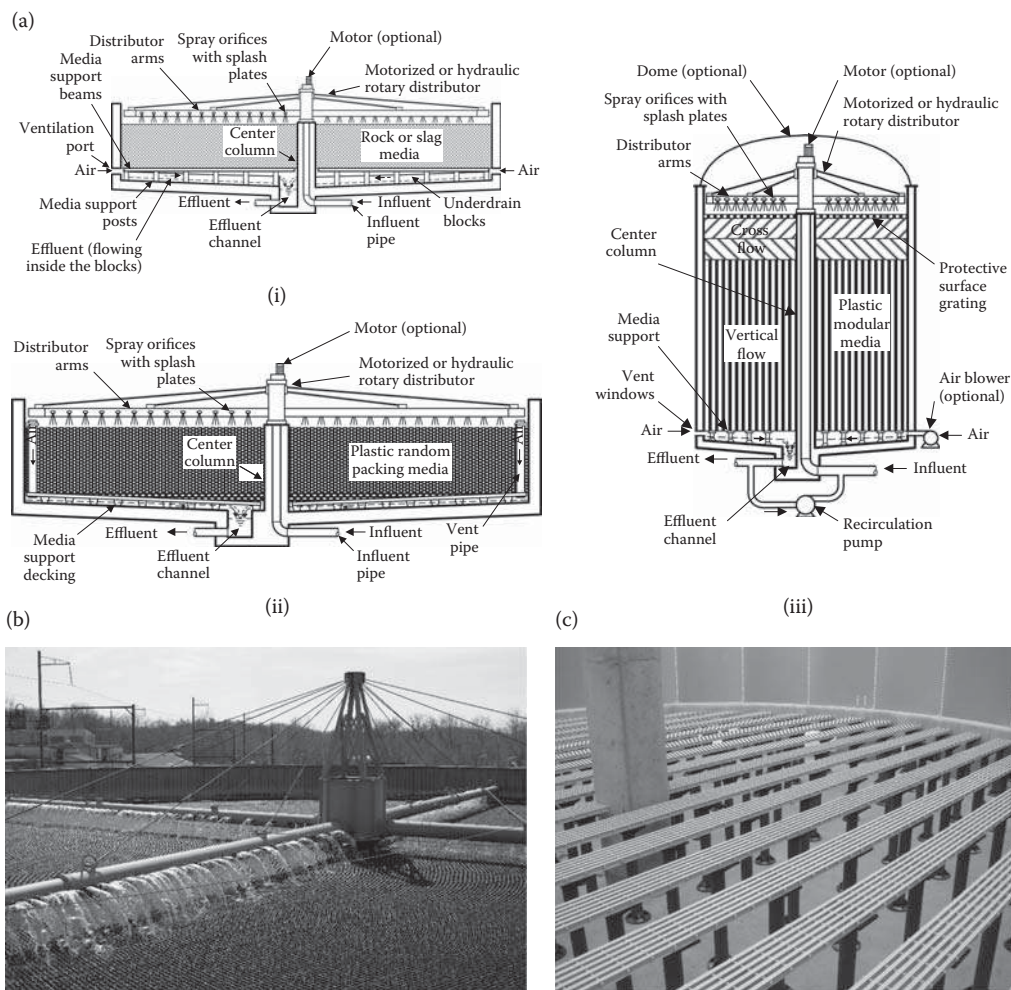 (a)
Distributor
arms
Spray orifices
with splash
plates
Motor (optional)
Media
support
beams
Motorized or hydraulic
rotary distributor
Ventilation
port
Center
column
Rock or slag
media
Air
Air
Media support
posts
Effluent
Influent
Underdrain
blocks
Effluent
channel
Influent
pipe
Effluent (flowing
inside the blocks)
(i)
Motor (optional)
Distributor
arms
Spray orifices
with splash
plates
Motorized or hydraulic
rotary distributor
Air
Air
Center
column
Plastic random
packing media
Effluent
Influent
Vent
pipe
Media
support
decking
Effluent
channel
Influent
pipe
(ii)
Dome (optional)
Motor (optional)
Spray orifices with
splash plates
Motorized or hydraulic
rotary distributor
Distributor
arms
Cross
flow
Center
column
Protective
surface
grating
Media
support
Vertical
flow
Plastic
modular
media
Vent
windows
Air blower
(optional)
Air
Air
Effluent
Influent
Effluent
channel
Recirculation
pump
(iii)
(b)
(c)